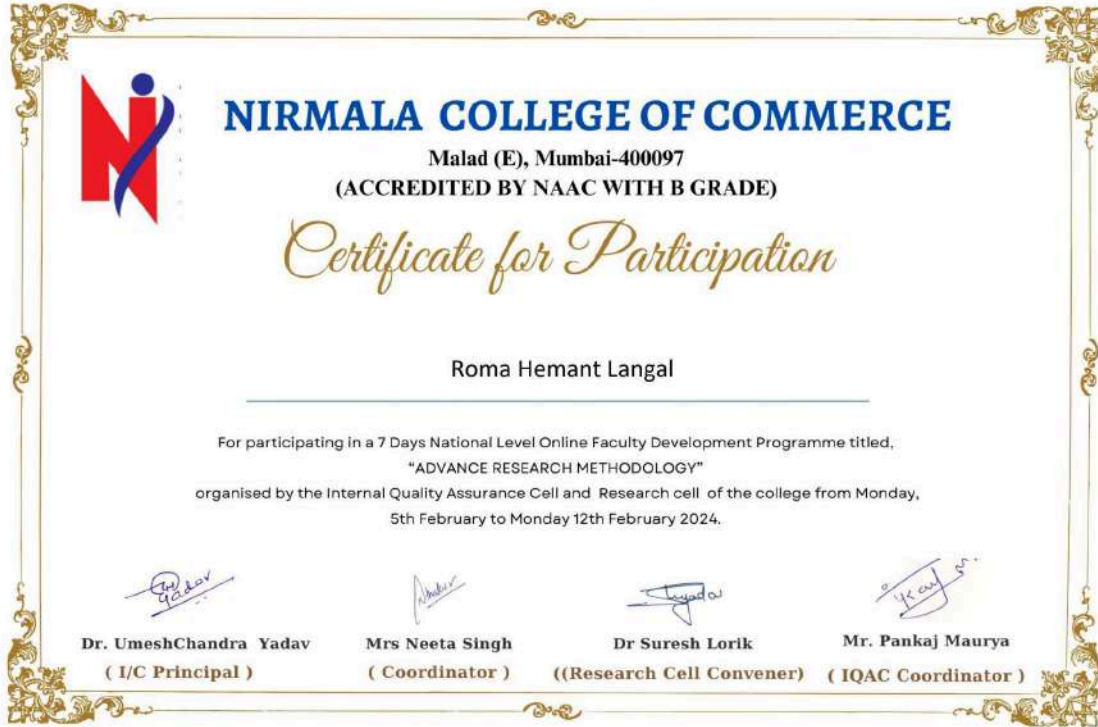 NIRMALA COLLEGE OF COMMERCE
Malad (E), Mumbai-400097
(ACCREDITED BY NAAC WITH B GRADE)
Certificate for Participation
Roma Hemant Langal
For participating in a 7 Days National Level Online Faculty Development Programme titled,
“ADVANCE RESEARCH METHODOLOGY”
organised by the Internal Quality Assurance Cell and Research cell of the college from Monday,
5th February to Monday 12th February 2024.
Dr. UmeshChandra Yadav Mrs Neeta Singh Dr Suresh Lorik Mr. Pankaj Maurya
( I/C Principal ) ( Coordinator ) ((Research Cell Convener) ( IQAC Coordinator )